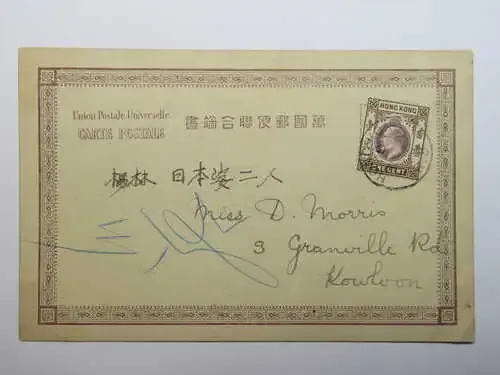 Union Postale Universelle.
CARTE POSTALE
書端合聯便郵國萬
HONG KONG
ONE CENT
日本婆二人
Miss D. Morris
3 Granville Rd
Kowloon